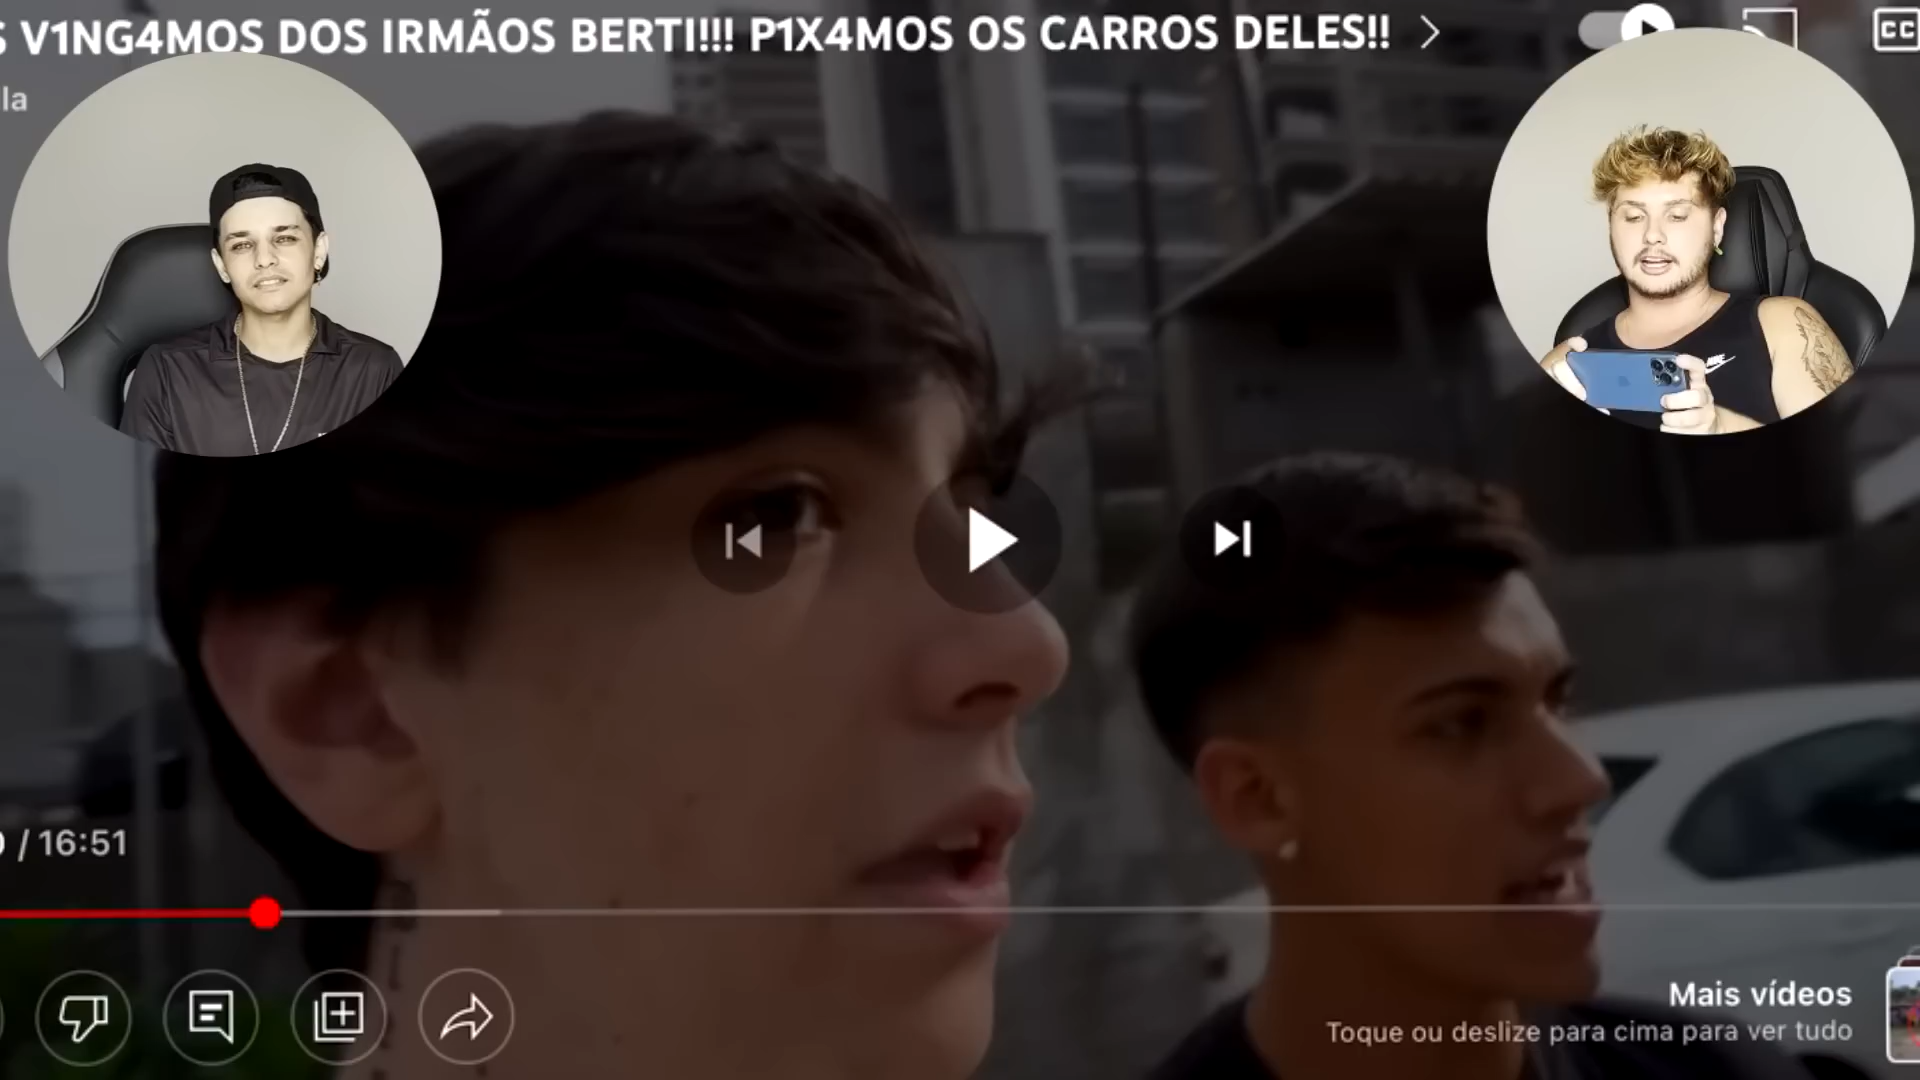 S V1NG4MOS DOS IRMÃOS BERTI!!! P1X4MOS OS CARROS DELES!!
CC
la
/ 16:51
Mais vídeos
Toque ou deslize para cima para ver tudo